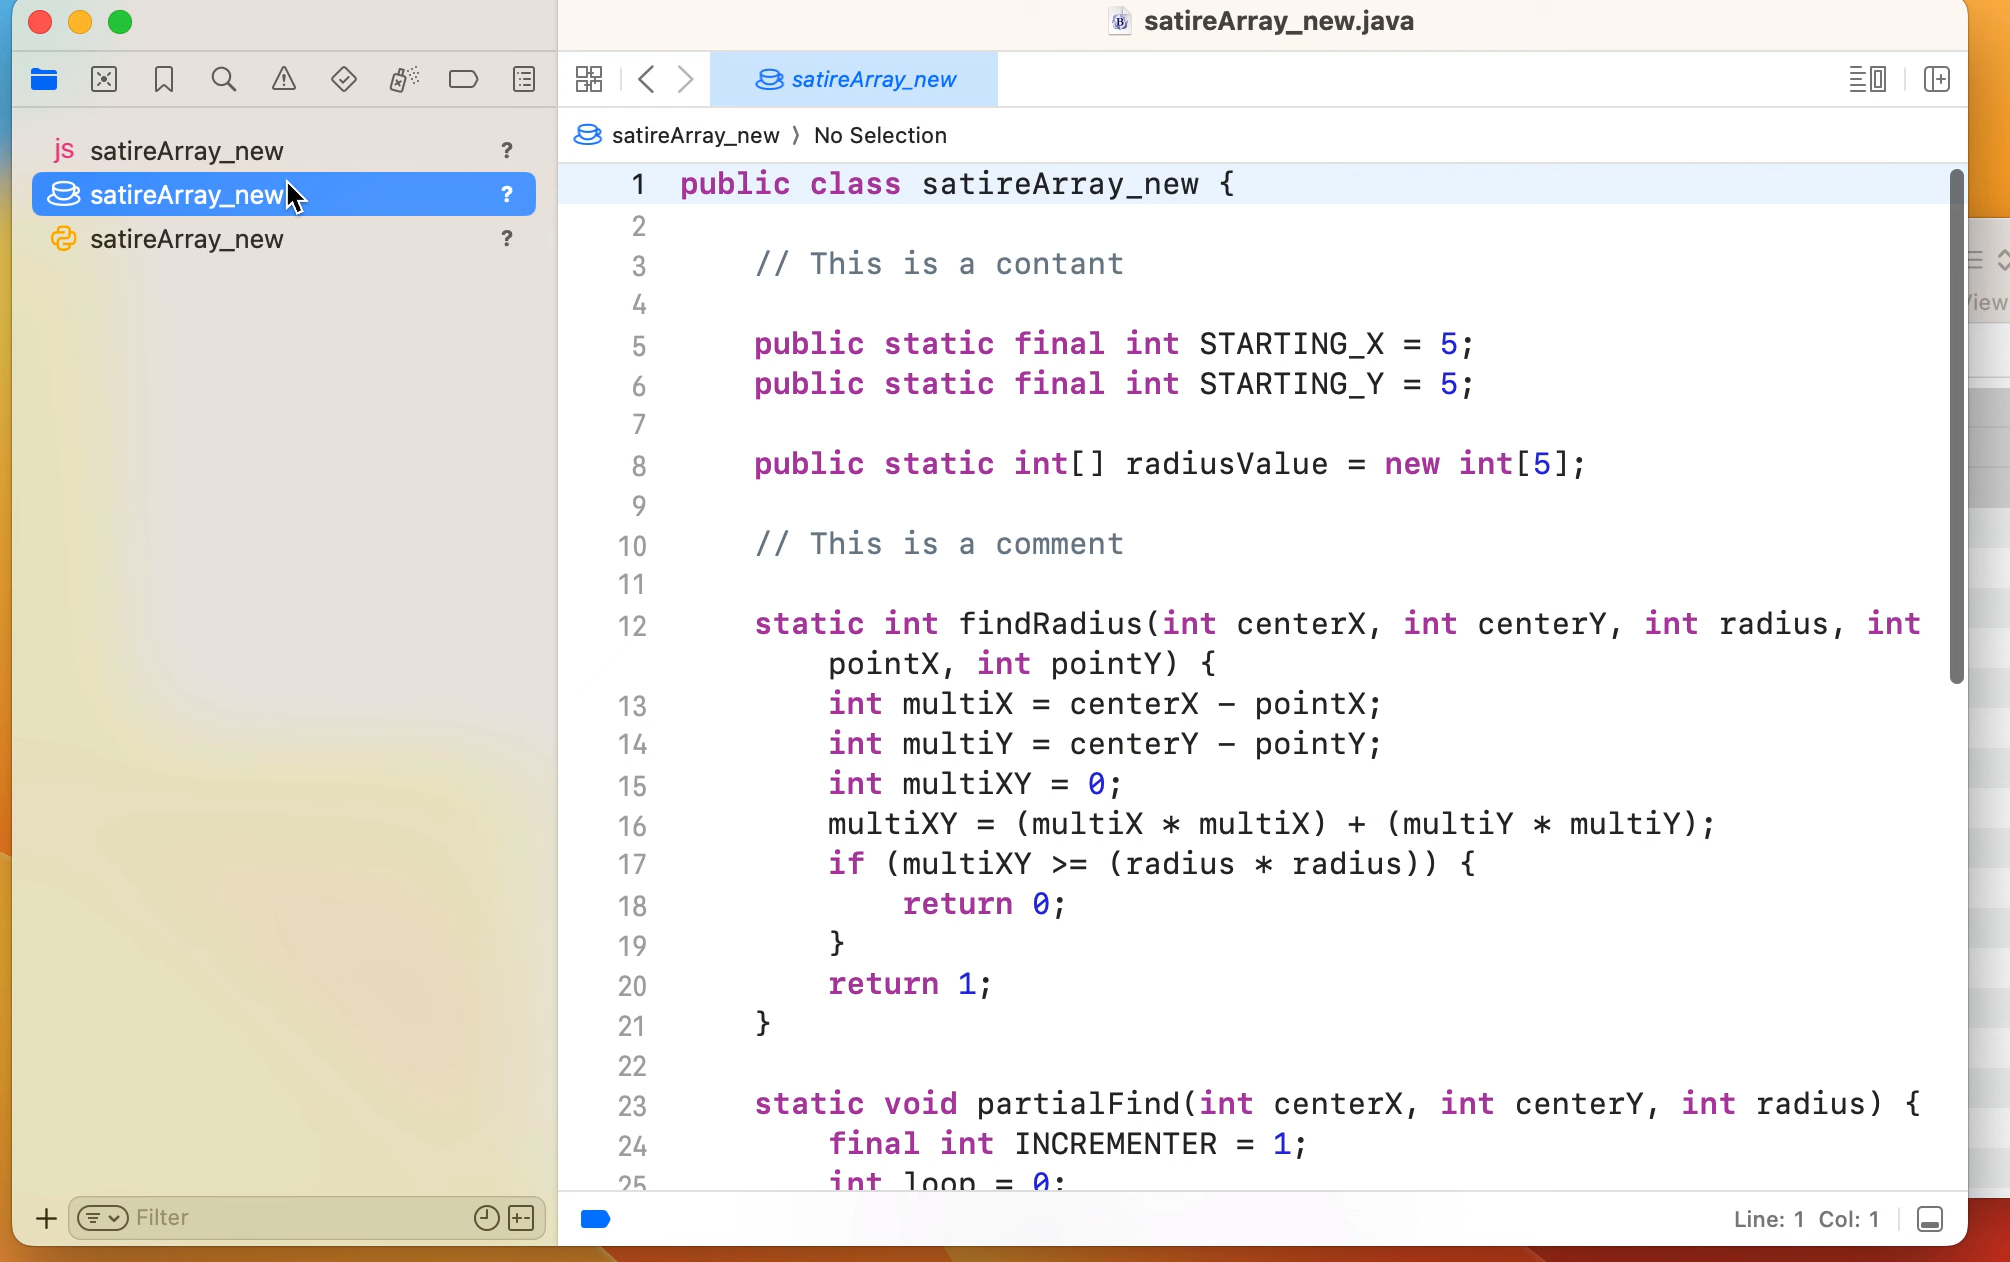 satireArray_new.java
satireArray_new
satireArray_new › No Selection
js satireArray_new ?
satireArray_new ?
satireArray_new ?
1 public class satireArray_new {
2
3 // This is a contant
4
5 public static final int STARTING_X = 5;
6 public static final int STARTING_Y = 5;
7
8 public static int[] radiusValue = new int[5];
9
10 // This is a comment
11
12 static int findRadius(int centerX, int centerY, int radius, int
pointX, int pointY) {
13 int multiX = centerX - pointX;
14 int multiY = centerY - pointY;
15 int multiXY = 0;
16 multiXY = (multiX * multiX) + (multiY * multiY);
17 if (multiXY >= (radius * radius)) {
18 return 0;
19 }
20 return 1;
21 }
22
23 static void partialFind(int centerX, int centerY, int radius) {
24 final int INCREMENTER = 1;
25 int loop = 0;
Filter
Line: 1 Col: 1
View